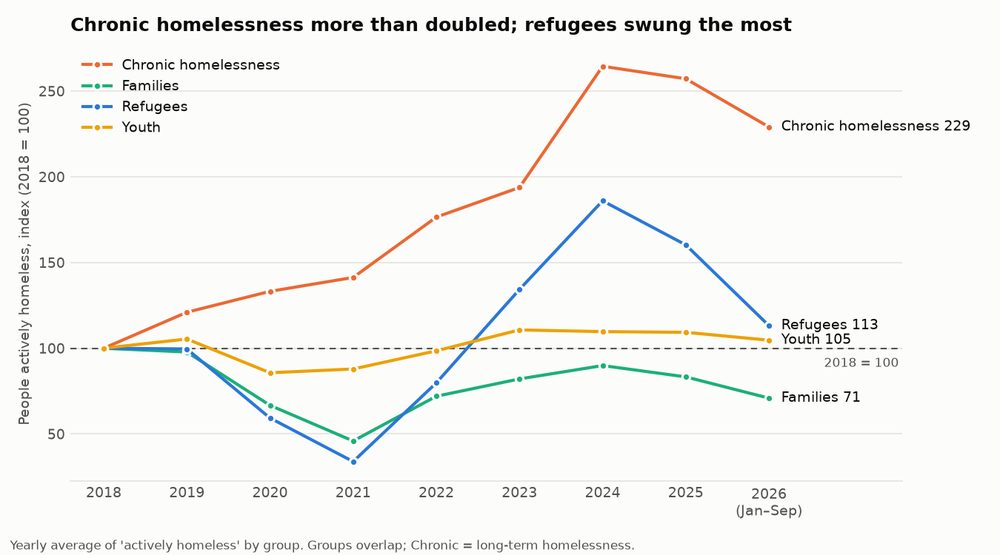 Chronic homelessness more than doubled; refugees swung the most
Chronic homelessness
Families
Refugees
Youth
People actively homeless, index (2018 = 100)
250
200
150
100
50
Chronic homelessness 229
Refugees 113
Youth 105
2018 = 100
Families 71
2018 2019 2020 2021 2022 2023 2024 2025 2026
(Jan–Sep)
Yearly average of 'actively homeless' by group. Groups overlap; Chronic = long-term homelessness.